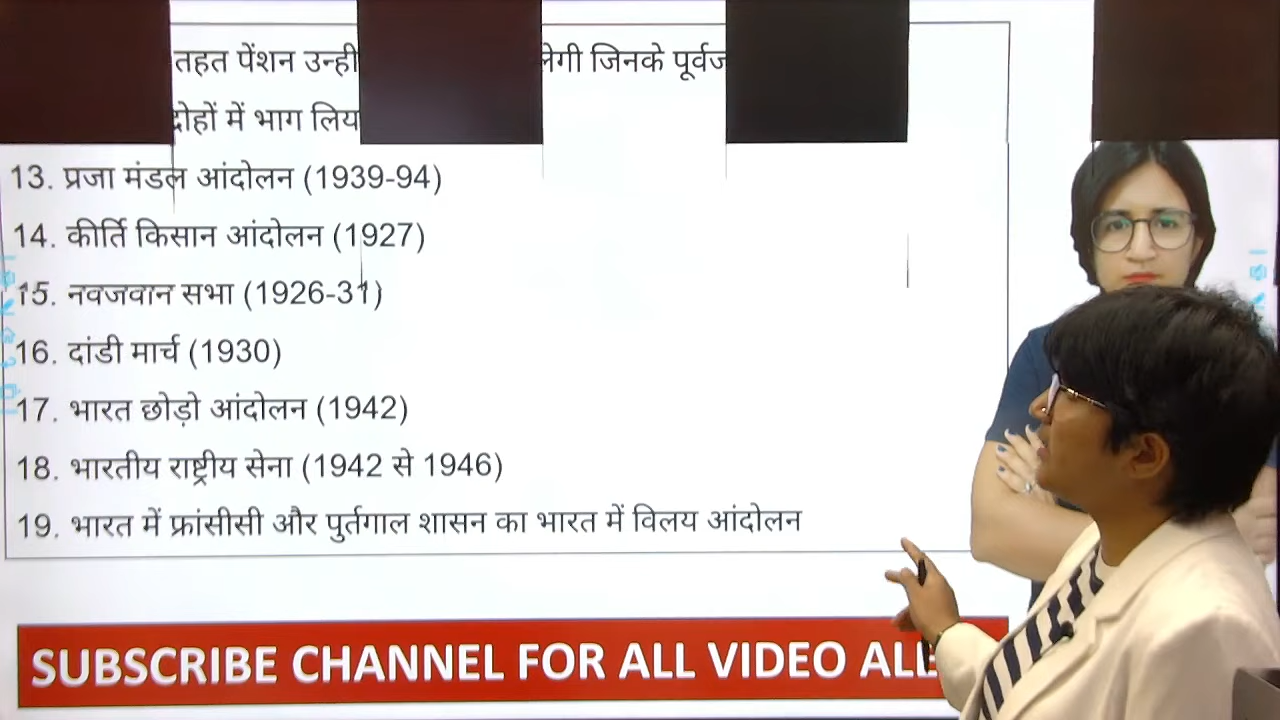 तहत पेंशन उन्ही जिनके पूर्वज
में भाग
13. प्रजा मंडल आंदोलन (1939-94)
14. कीर्ति किसान आंदोलन (1927)
15. नवजवान सभा (1926-31)
16. दांडी मार्च (1930)
17. भारत छोड़ो आंदोलन (1942)
18. भारतीय राष्ट्रीय सेना (1942 से 1946)
19. भारत में फ्रांसीसी और पुर्तगाल शासन का भारत में विलय आंदोलन
SUBSCRIBE CHANNEL FOR ALL VIDEO